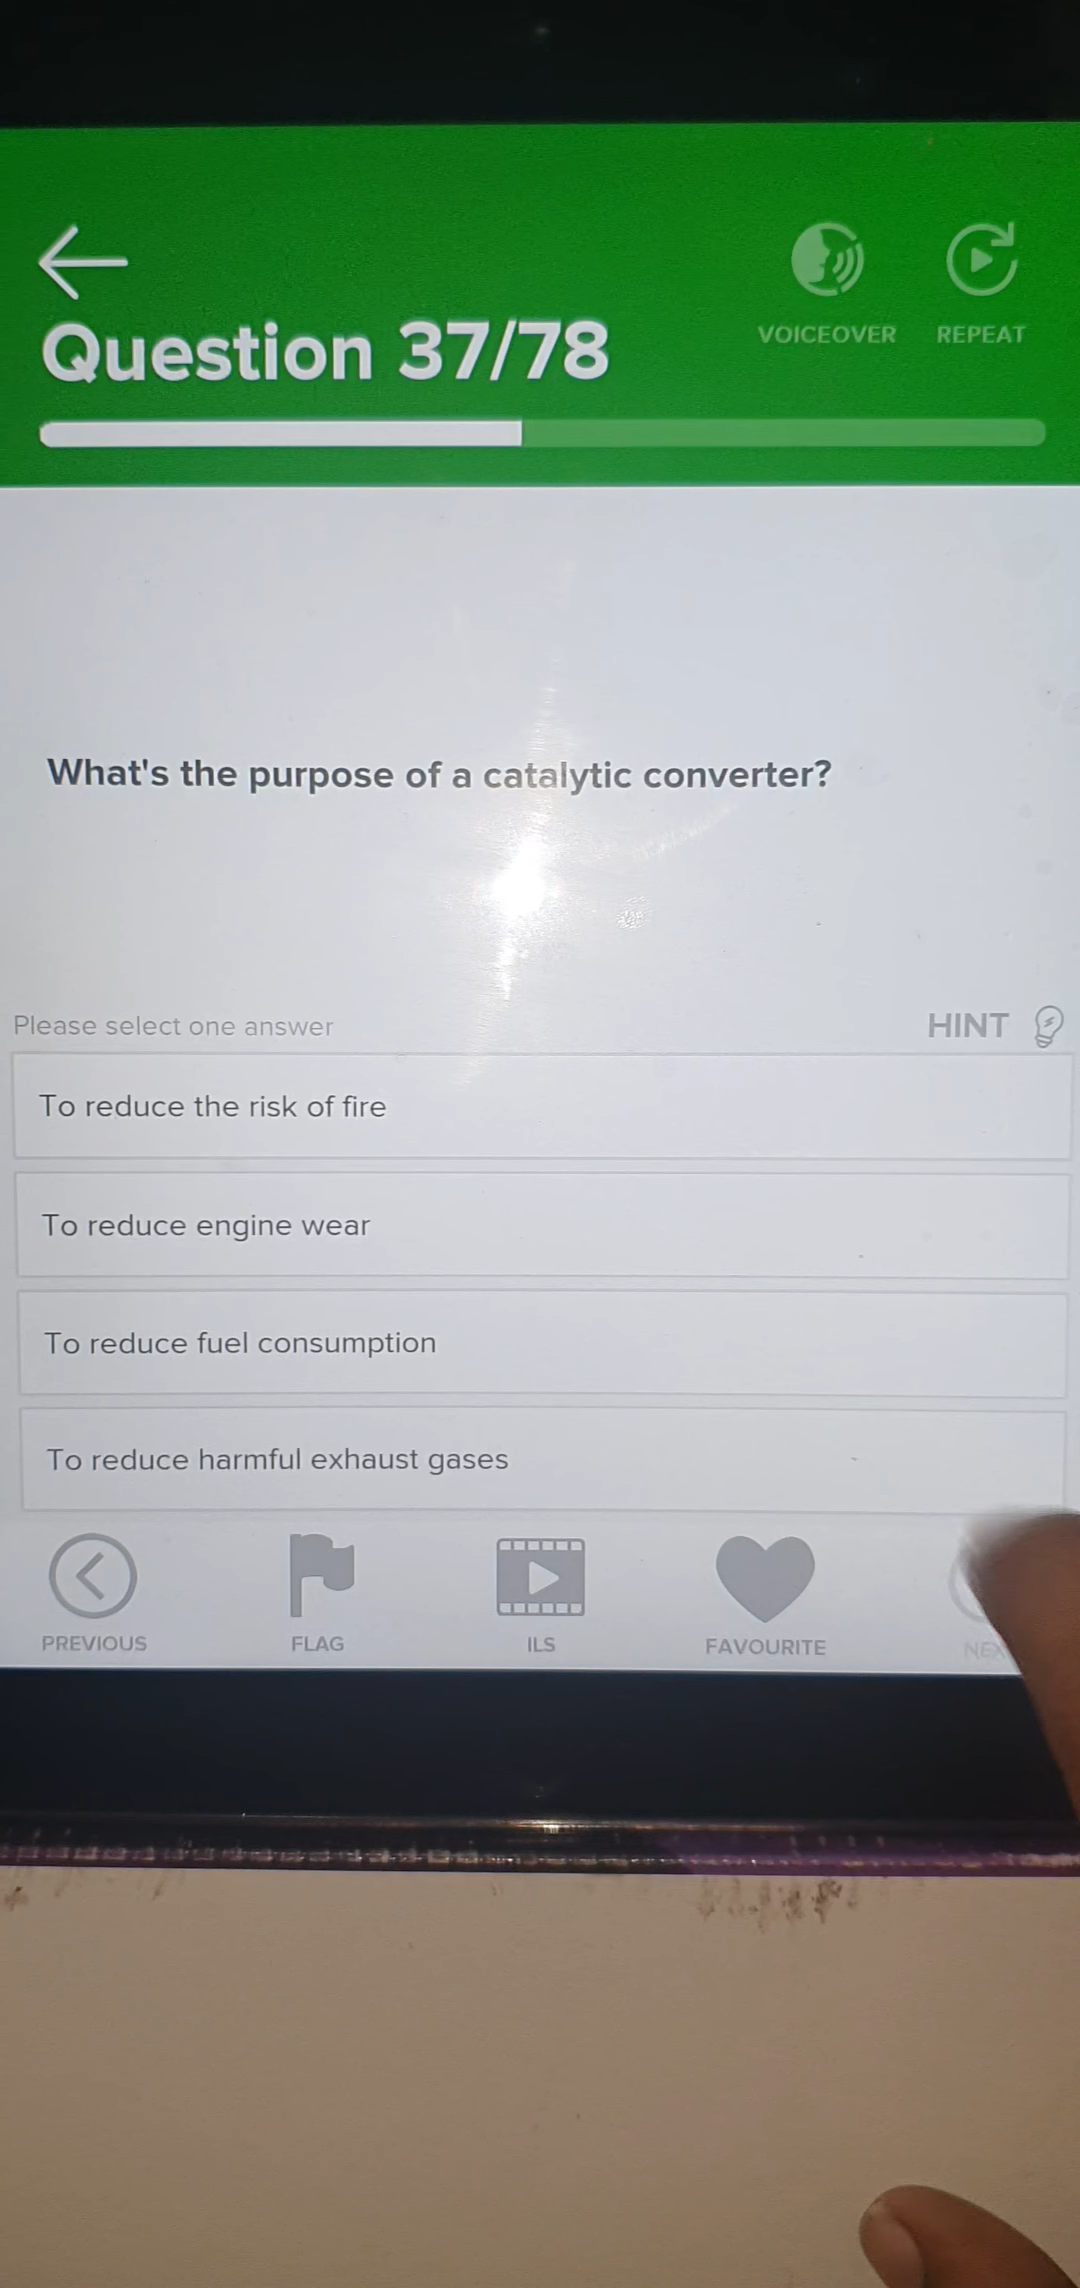 VOICEOVER REPEAT
Question 37/78
What's the purpose of a catalytic converter?
Please select one answer
HINT
To reduce the risk of fire
To reduce engine wear
To reduce fuel consumption
To reduce harmful exhaust gases
PREVIOUS FLAG ILS FAVOURITE